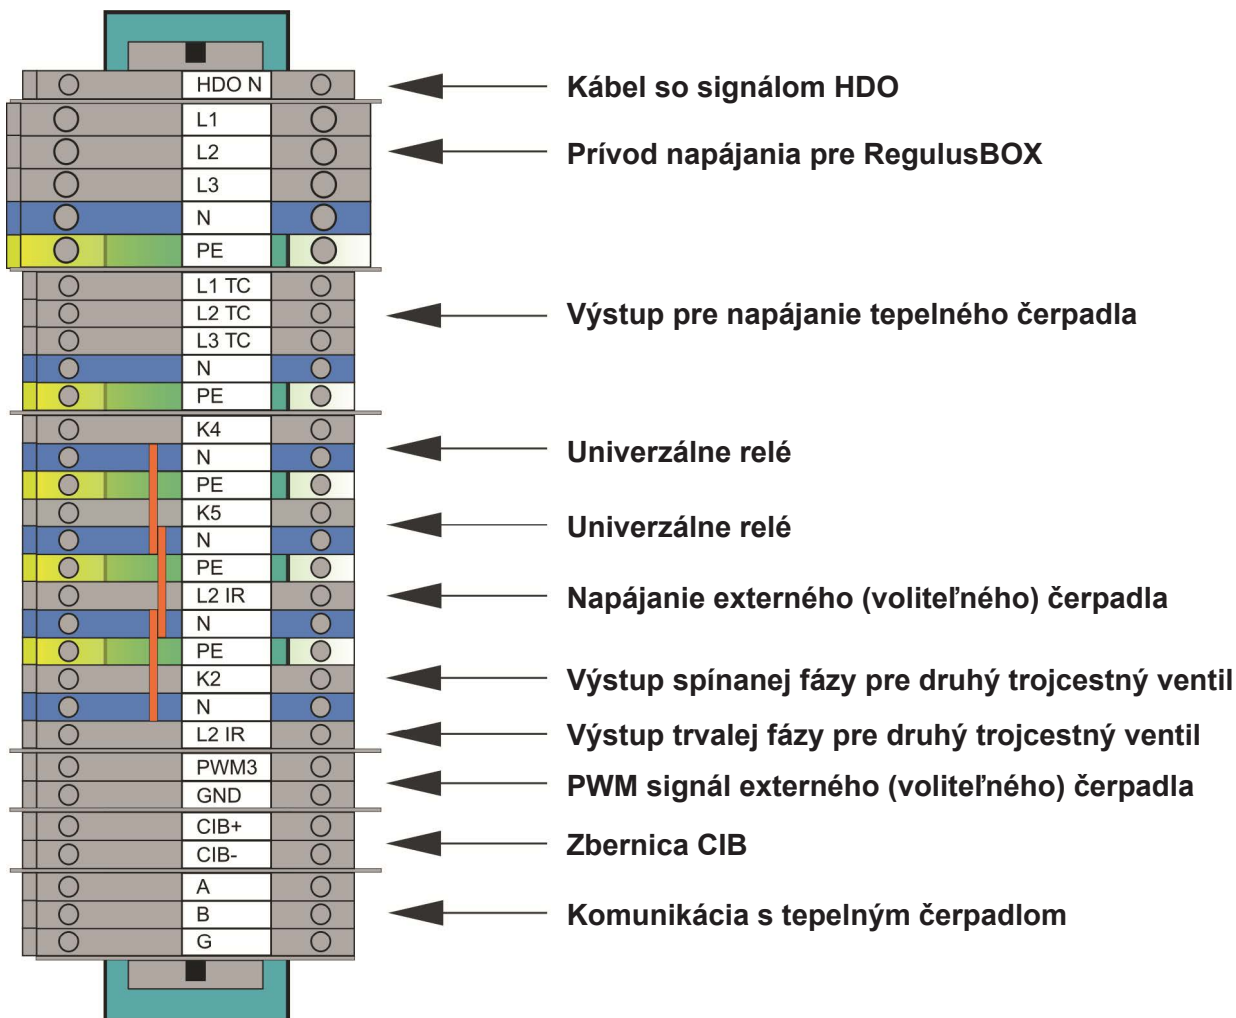 HDO N Kábel so signálom HDO
L1
L2 Prívod napájania pre RegulusBOX
L3
N
PE
L1 TC
L2 TC Výstup pre napájanie tepelného čerpadla
L3 TC
N
PE
K4
N Univerzálne relé
PE
K5
N Univerzálne relé
PE
L2 IR Napájanie externého (voliteľného) čerpadla
N
PE
K2 Výstup spínanej fázy pre druhý trojcestný ventil
N
L2 IR Výstup trvalej fázy pre druhý trojcestný ventil
PWM3
GND PWM signál externého (voliteľného) čerpadla
CIB+
CIB- Zbernica CIB
A
B Komunikácia s tepelným čerpadlom
G